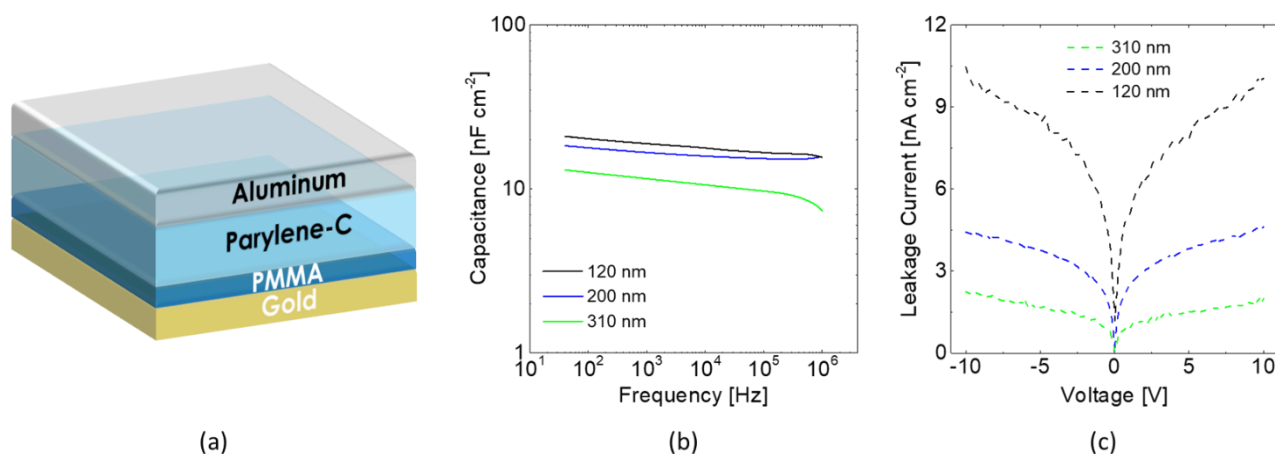 Aluminum
Parylene-C
PMMA
Gold
(a)
Capacitance [nF cm⁻²]
100
10
1
120 nm
200 nm
310 nm
10¹ 10² 10³ 10⁴ 10⁵ 10⁶
Frequency [Hz]
(b)
Leakage Current [nA cm⁻²]
12
9
6
3
0
310 nm
200 nm
120 nm
-10 -5 0 5 10
Voltage [V]
(c)